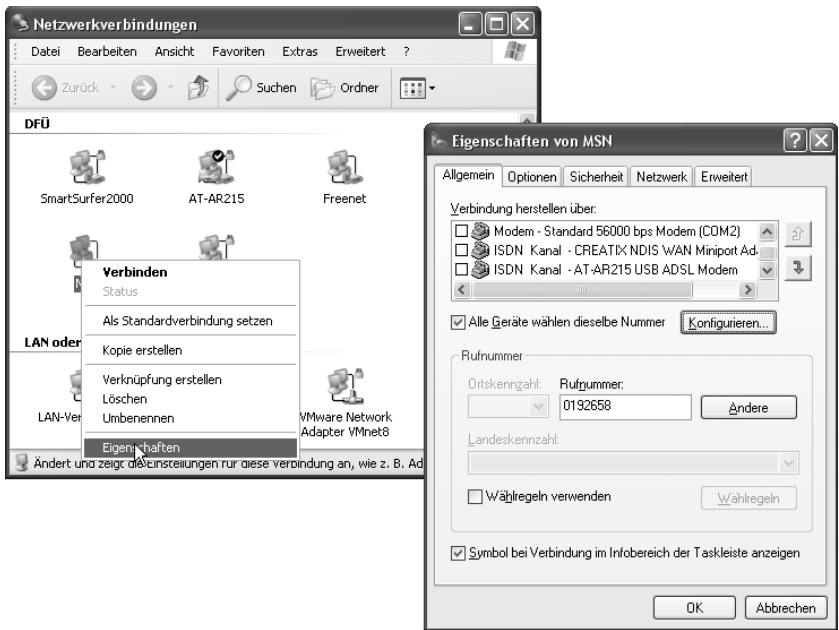 Netzwerkverbindungen
Datei Bearbeiten Ansicht Favoriten Extras Erweitert ?
Zurück Suchen Ordner
DFÜ
SmartSurfer2000 AT-AR215 Freenet
Verbinden
Status
Als Standardverbindung setzen
Kopie erstellen
Verknüpfung erstellen
Löschen
Umbenennen
Eigenschaften
LAN oder
LAN-Ver
VMware Network
Adapter VMnet8
Ändert und zeigt die Einstellungen für diese Verbindung an, wie z. B. Ad
Eigenschaften von MSN
Allgemein Optionen Sicherheit Netzwerk Erweitert
Verbindung herstellen über:
Modem - Standard 56000 bps Modem (COM2)
ISDN Kanal - CREATIX NDIS WAN Miniport Ad
ISDN Kanal - AT-AR215 USB ADSL Modem
Alle Geräte wählen dieselbe Nummer Konfigurieren...
Rufnummer
Ortskennzahl: Rufnummer:
0192658 Andere
Landeskennzahl:
Wählregeln verwenden Wählregeln
Symbol bei Verbindung im Infobereich der Taskleiste anzeigen
OK Abbrechen